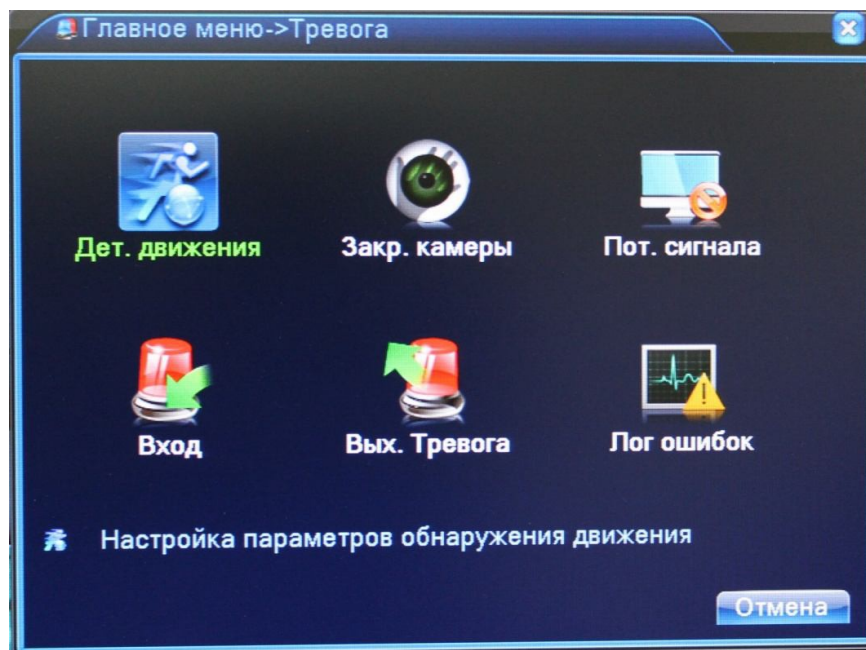 Главное меню->Тревога
Дет. движения
Закр. камеры
Пот. сигнала
Вход
Вых. Тревога
Лог ошибок
Настройка параметров обнаружения движения
Отмена